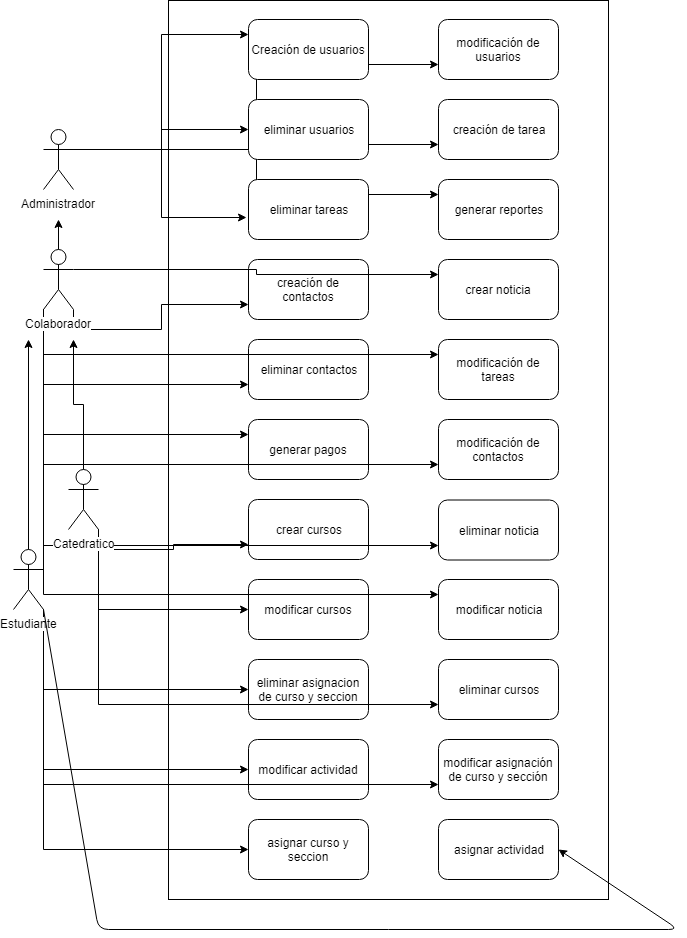 Creación de usuarios
modificación de
usuarios
eliminar usuarios
creación de tarea
Administrador
eliminar tareas
generar reportes
creación de
contactos
crear noticia
Colaborador
eliminar contactos
modificación de
tareas
generar pagos
modificación de
contactos
crear cursos
eliminar noticia
Catedratico
modificar cursos
modificar noticia
Estudiante
eliminar asignacion
de curso y seccion
eliminar cursos
modificar actividad
modificar asignación
de curso y sección
asignar curso y
seccion
asignar actividad